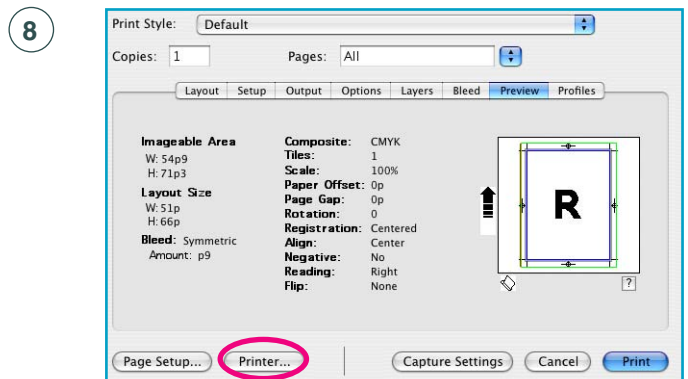 8
Print Style: Default
Copies: 1 Pages: All
Layout Setup Output Options Layers Bleed Preview Profiles
Imageable Area
W: 54p9
H: 71p3
Layout Size
W: 51p
H: 66p
Bleed: Symmetric
Amount: p9
Composite: CMYK
Tiles: 1
Scale: 100%
Paper Offset: 0p
Page Gap: 0p
Rotation: 0
Registration: Centered
Align: Center
Negative: No
Reading: Right
Flip: None
R
?
Page Setup... Printer... Capture Settings Cancel Print